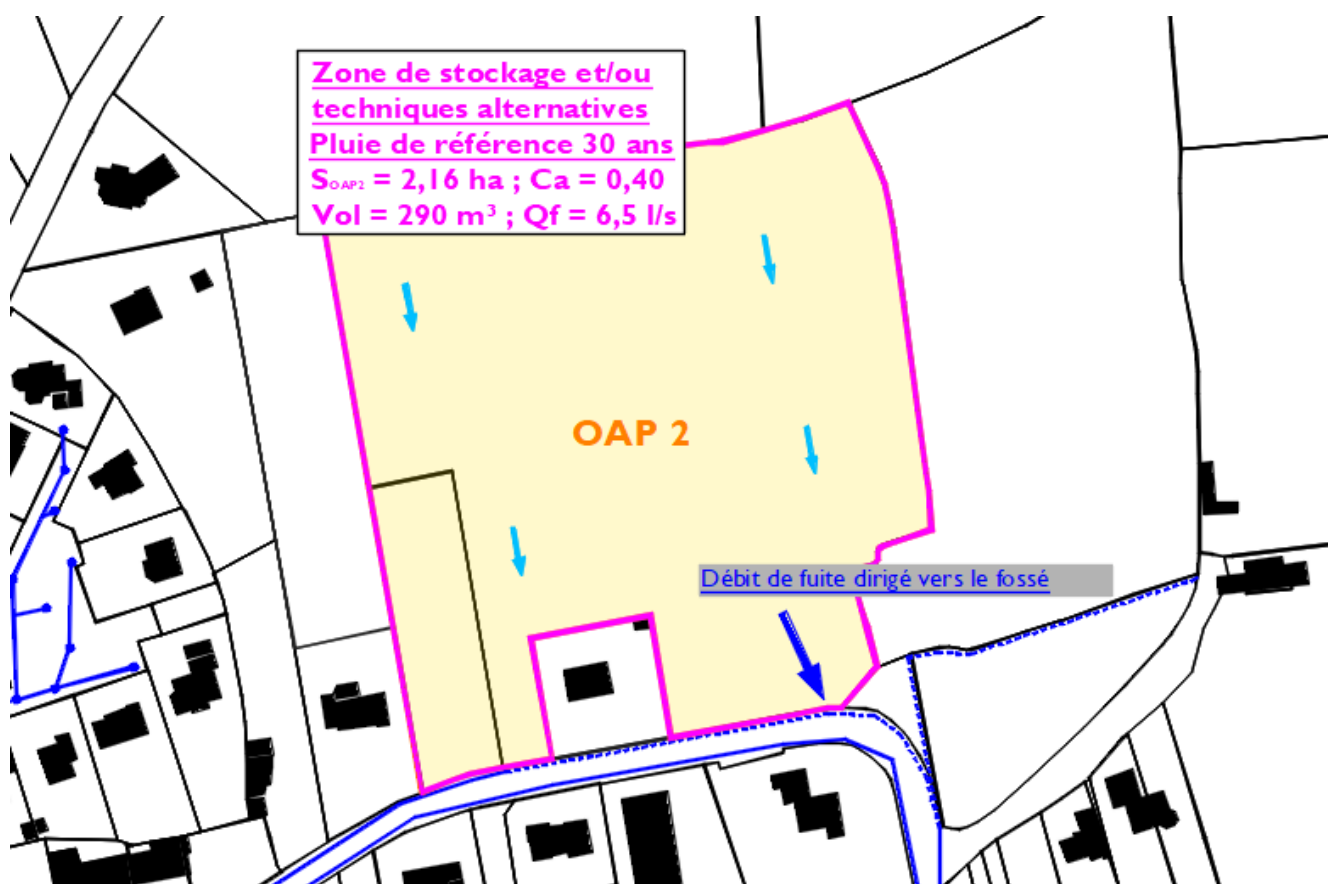 Zone de stockage et/ou
techniques alternatives
Pluie de référence 30 ans
S OAP2 = 2,16 ha ; Ca = 0,40
Vol = 290 m³ ; Qf = 6,5 l/s
OAP 2
Débit de fuite dirigé vers le fossé